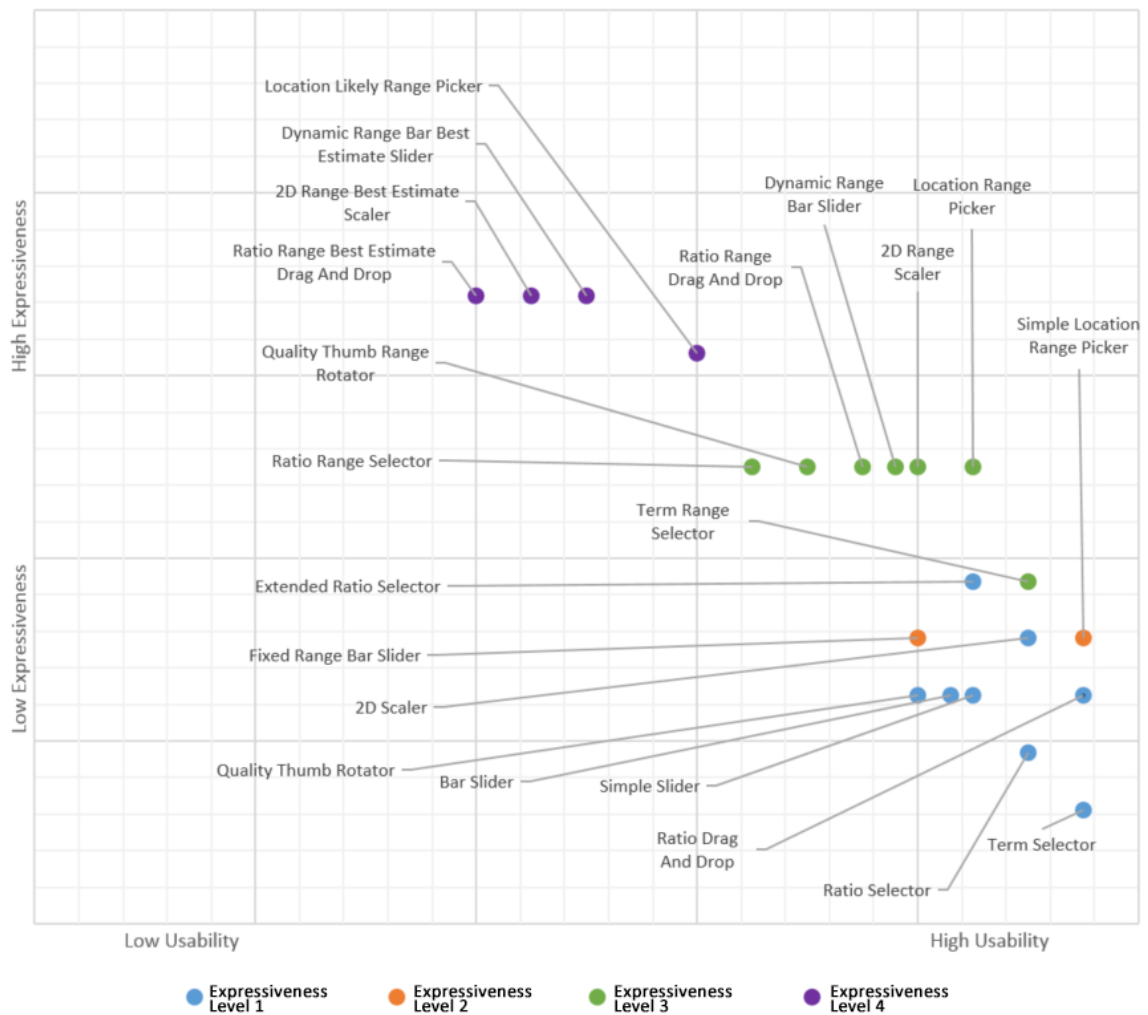 Location Likely Range Picker
Dynamic Range Bar Best
Estimate Slider
2D Range Best Estimate
Scaler
Ratio Range Best Estimate
Drag And Drop
Dynamic Range
Bar Slider
Location Range
Picker
Ratio Range
Drag And Drop
2D Range
Scaler
Simple Location
Range Picker
High Expressiveness
Quality Thumb Range
Rotator
Ratio Range Selector
Term Range
Selector
Extended Ratio Selector
Fixed Range Bar Slider
2D Scaler
Low Expressiveness
Quality Thumb Rotator
Bar Slider
Simple Slider
Ratio Drag
And Drop
Term Selector
Ratio Selector
Low Usability
High Usability
Expressiveness
Level 1
Expressiveness
Level 2
Expressiveness
Level 3
Expressiveness
Level 4